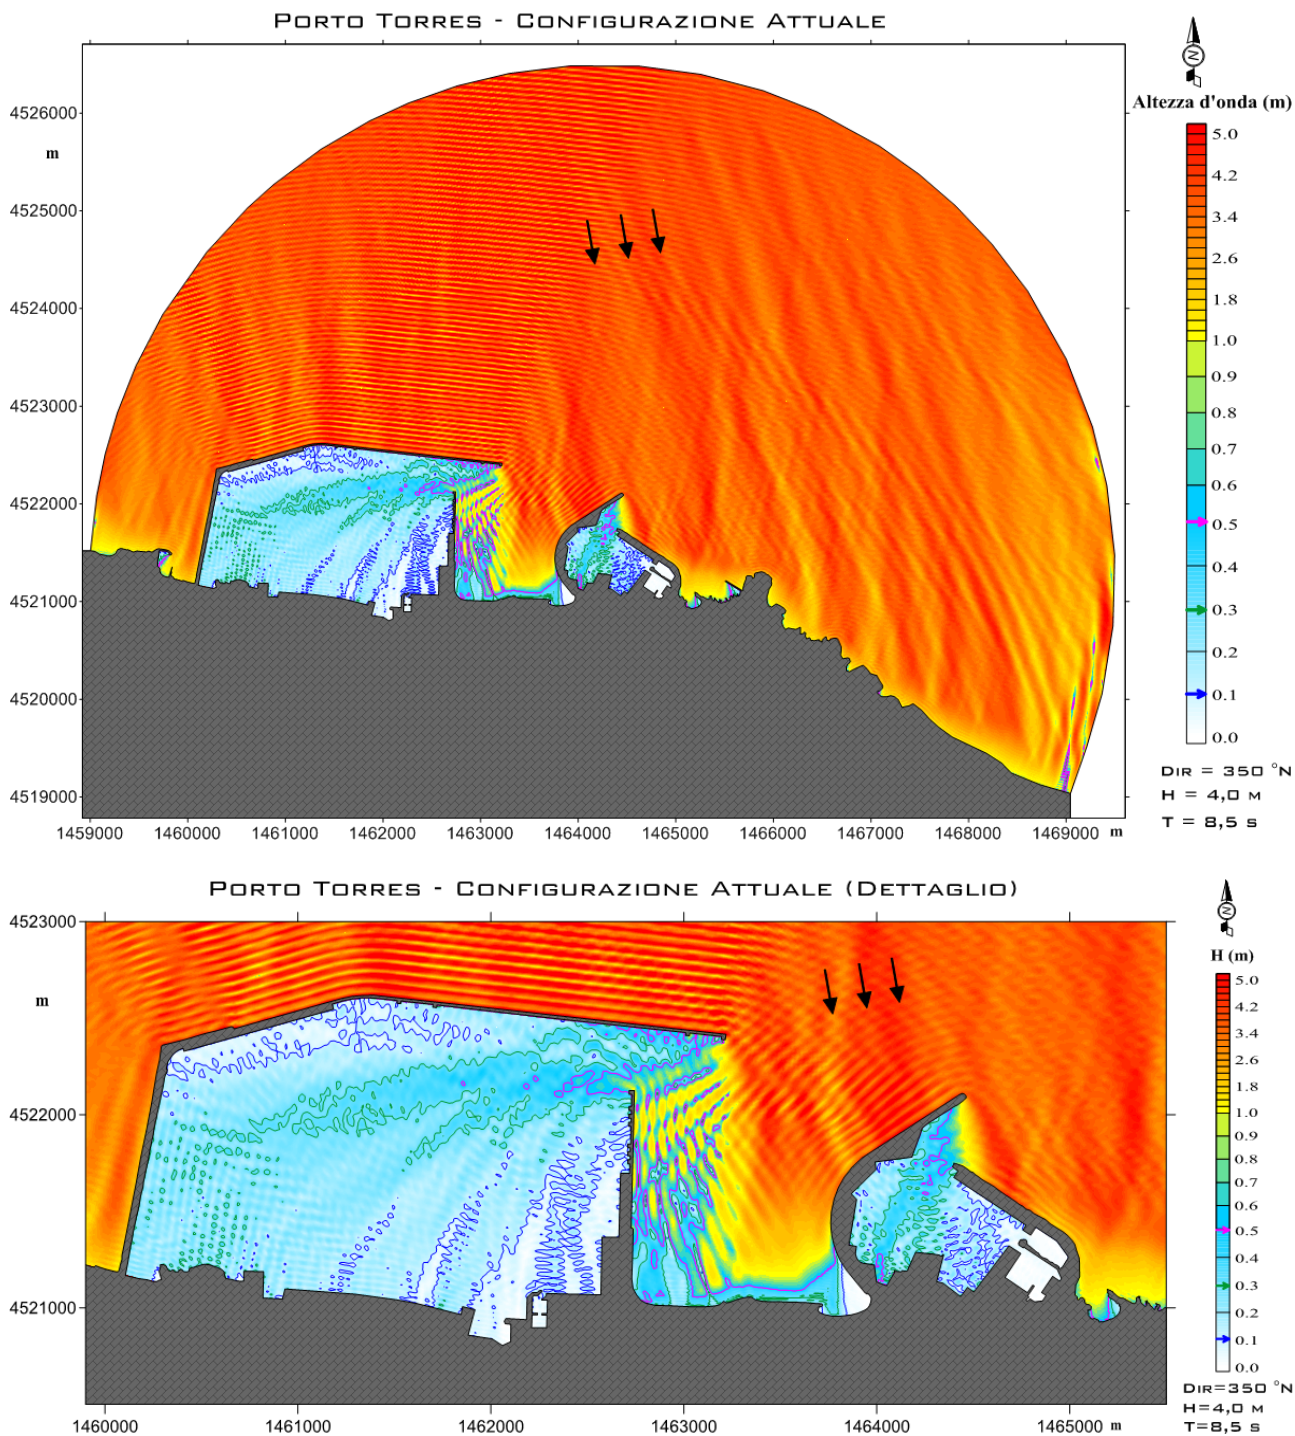 PORTO TORRES - CONFIGURAZIONE ATTUALE
N
Altezza d'onda (m)
4526000
m
4525000
4524000
4523000
4522000
4521000
4520000
4519000
5.0
4.2
3.4
2.6
1.8
1.0
0.9
0.8
0.7
0.6
0.5
0.4
0.3
0.2
0.1
0.0
DIR = 350 °N
H = 4,0 M
T = 8,5 S
1459000 1460000 1461000 1462000 1463000 1464000 1465000 1466000 1467000 1468000 1469000 m
PORTO TORRES - CONFIGURAZIONE ATTUALE (DETTAGLIO)
N
H (m)
4523000
m
4522000
4521000
5.0
4.2
3.4
2.6
1.8
1.0
0.9
0.8
0.7
0.6
0.5
0.4
0.3
0.2
0.1
0.0
DIR=350 °N
H=4,0 M
T=8,5 S
1460000 1461000 1462000 1463000 1464000 1465000 m